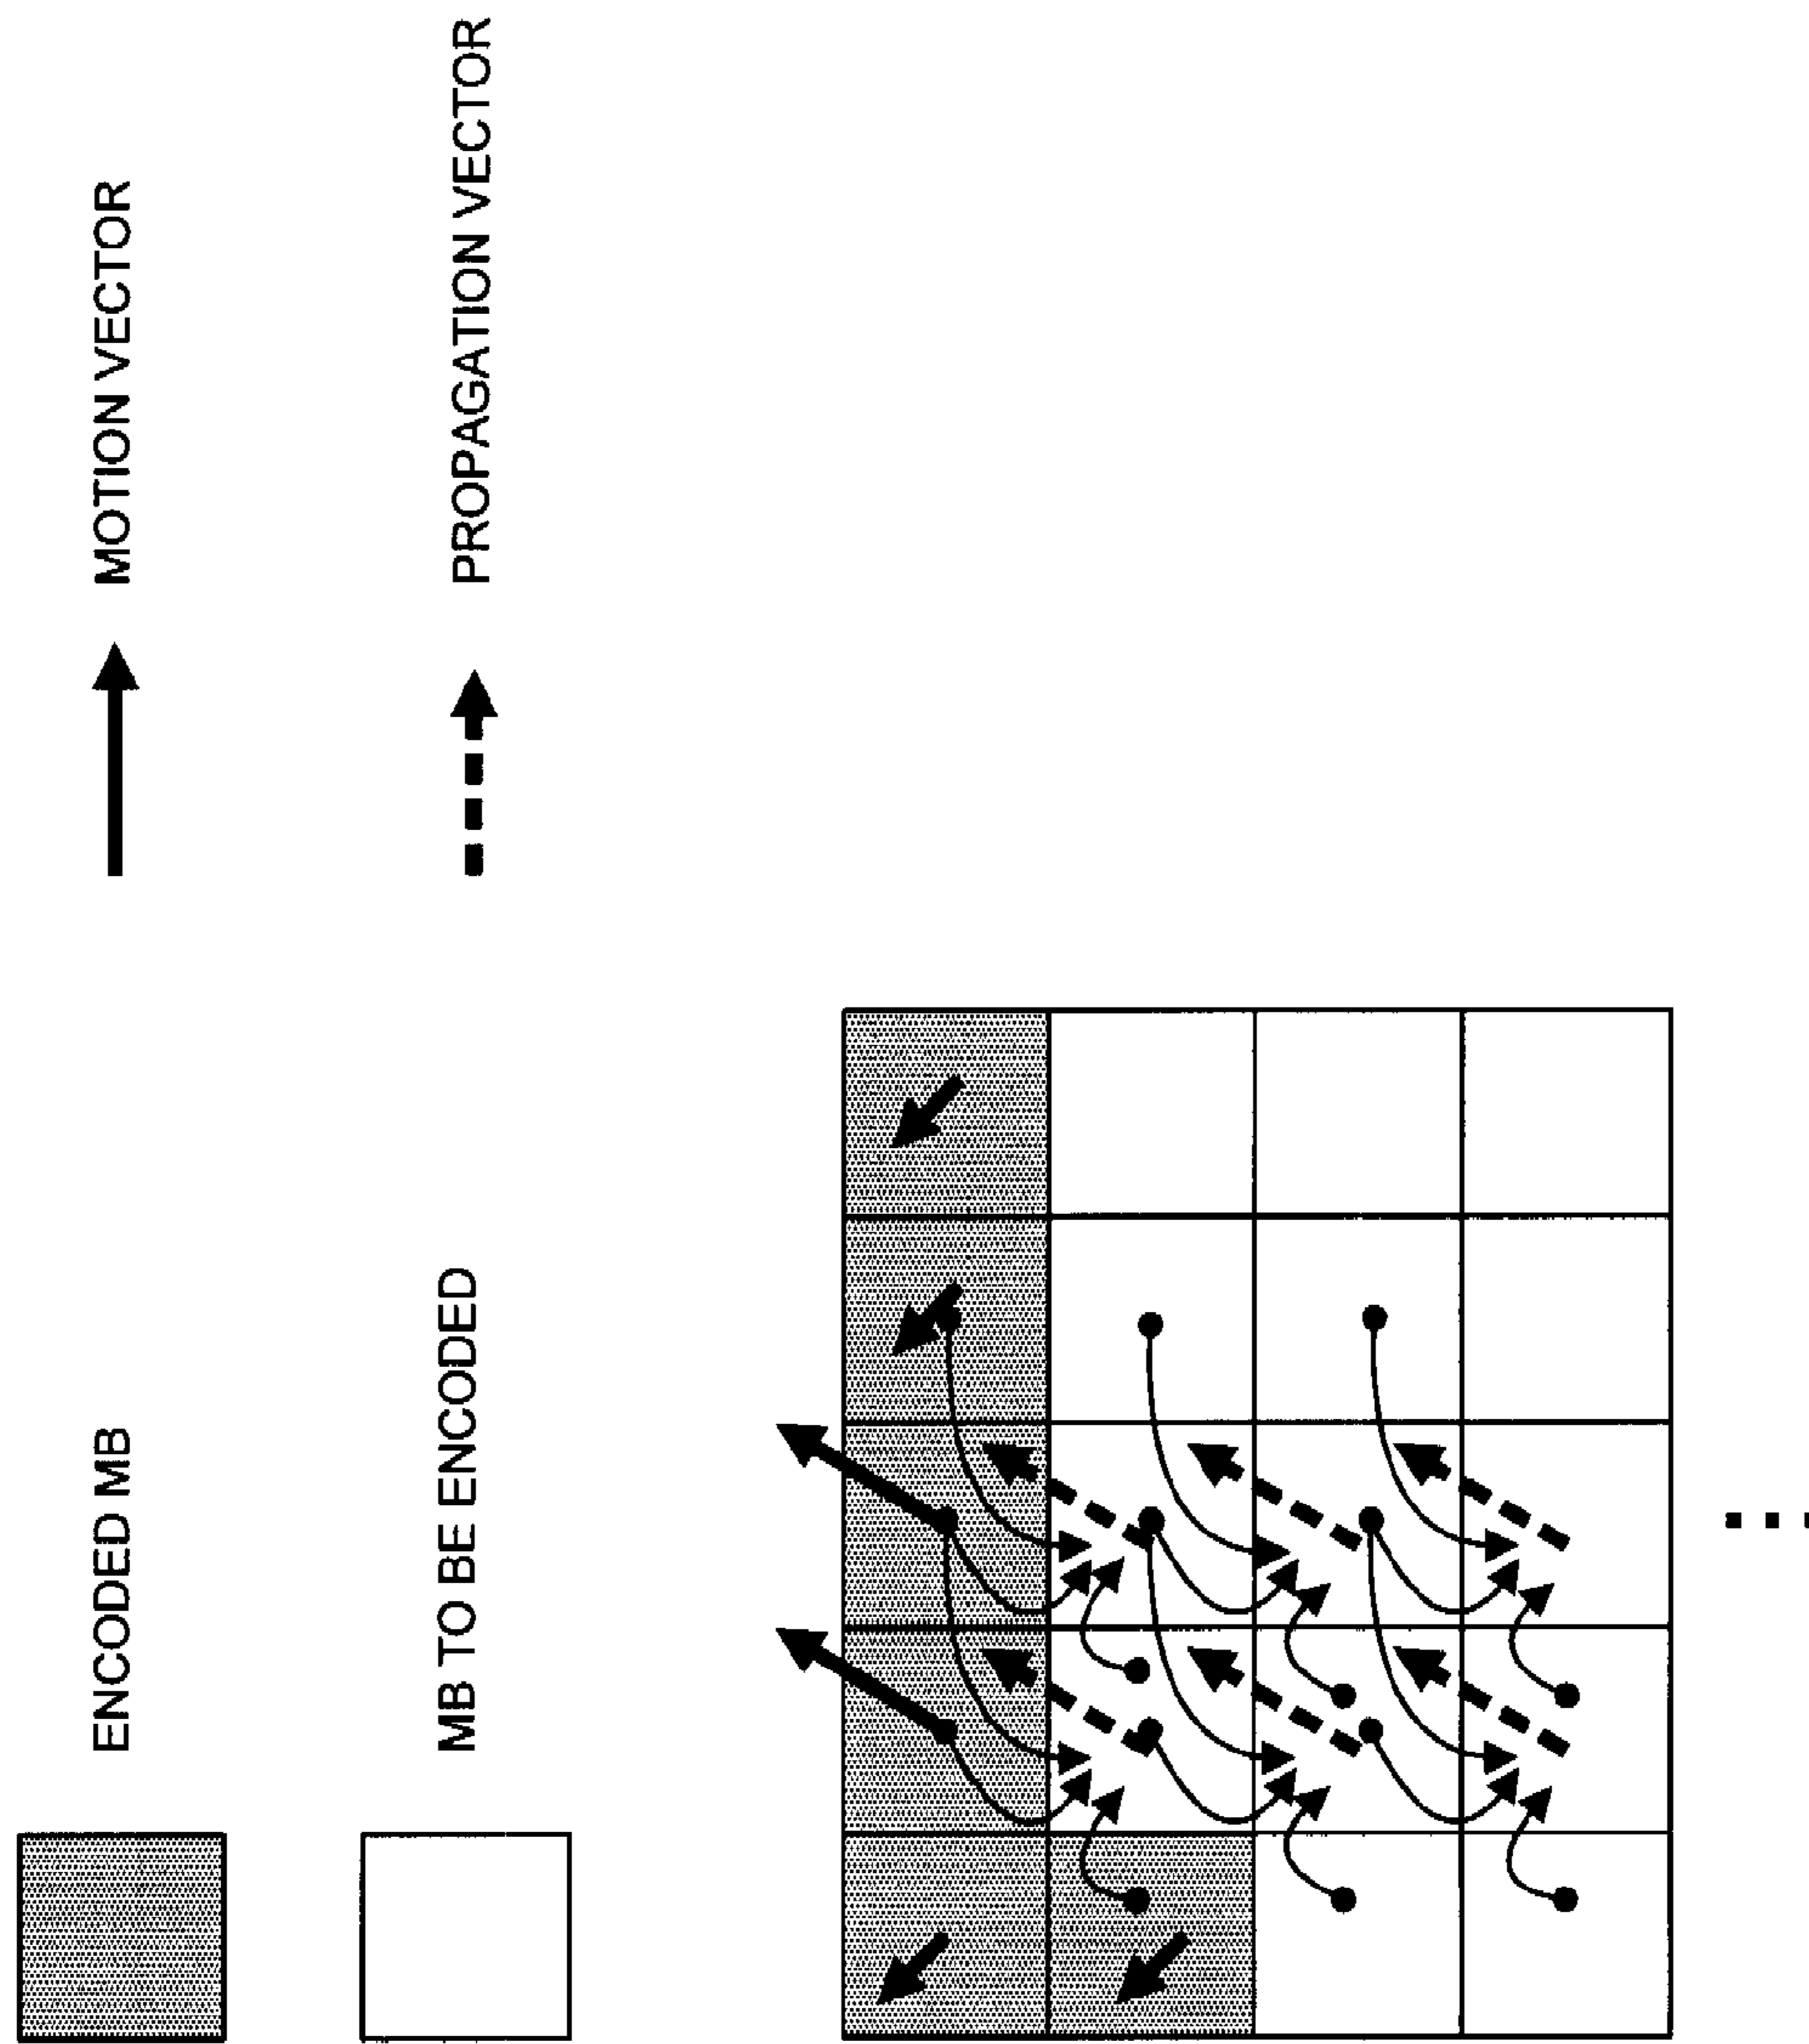 ENCODED MB
MOTION VECTOR
MB TO BE ENCODED
PROPAGATION VECTOR